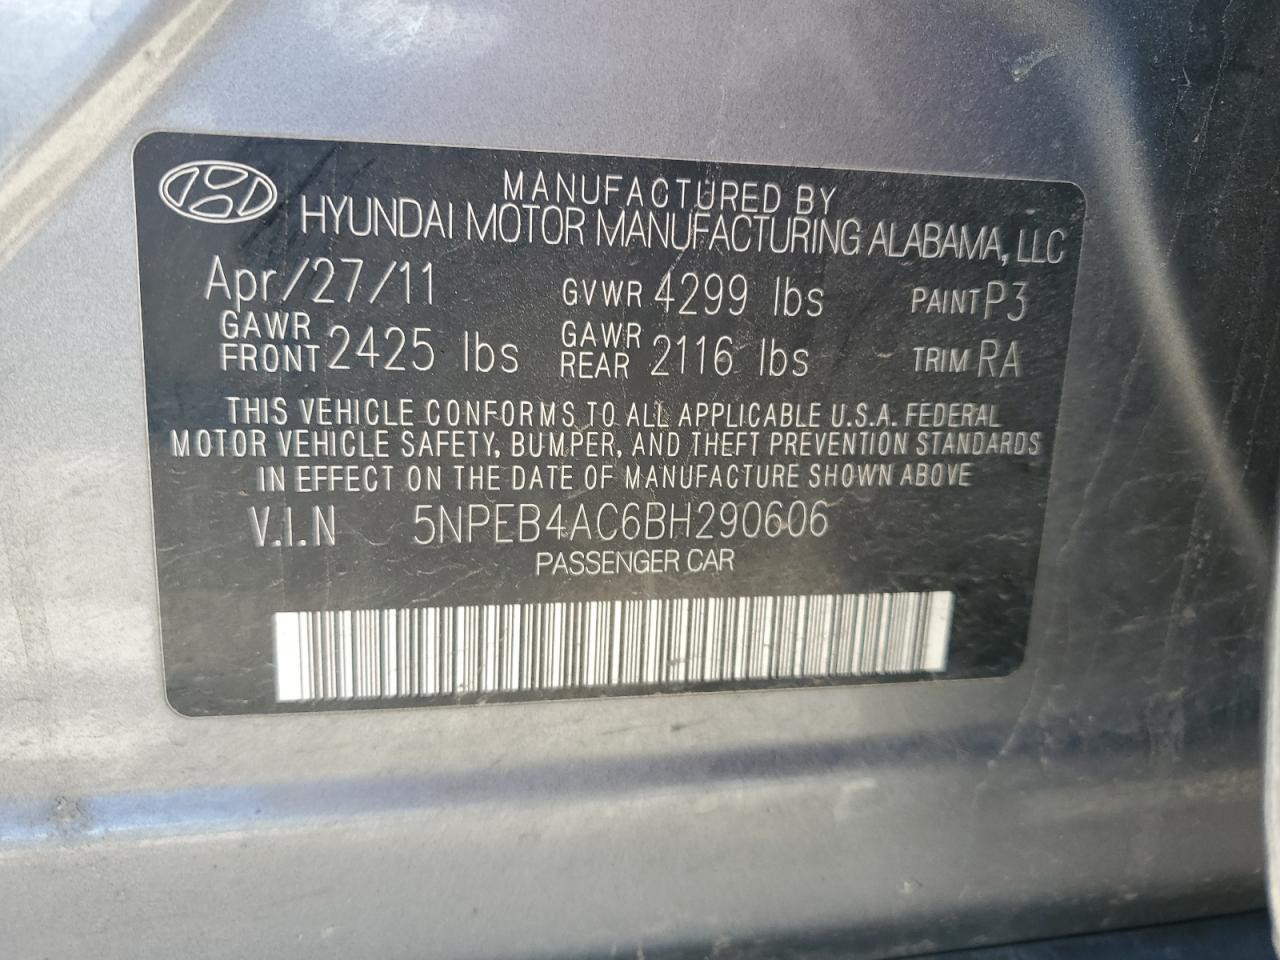 MANUFACTURED BY
HYUNDAI MOTOR MANUFACTURING ALABAMA, LLC
Apr/27/11 GVWR 4299 lbs PAINT P3
GAWR FRONT 2425 lbs GAWR REAR 2116 lbs TRIM RA
THIS VEHICLE CONFORMS TO ALL APPLICABLE U.S.A. FEDERAL
MOTOR VEHICLE SAFETY, BUMPER, AND THEFT PREVENTION STANDARDS
IN EFFECT ON THE DATE OF MANUFACTURE SHOWN ABOVE
V.I.N 5NPEB4AC6BH290606
PASSENGER CAR